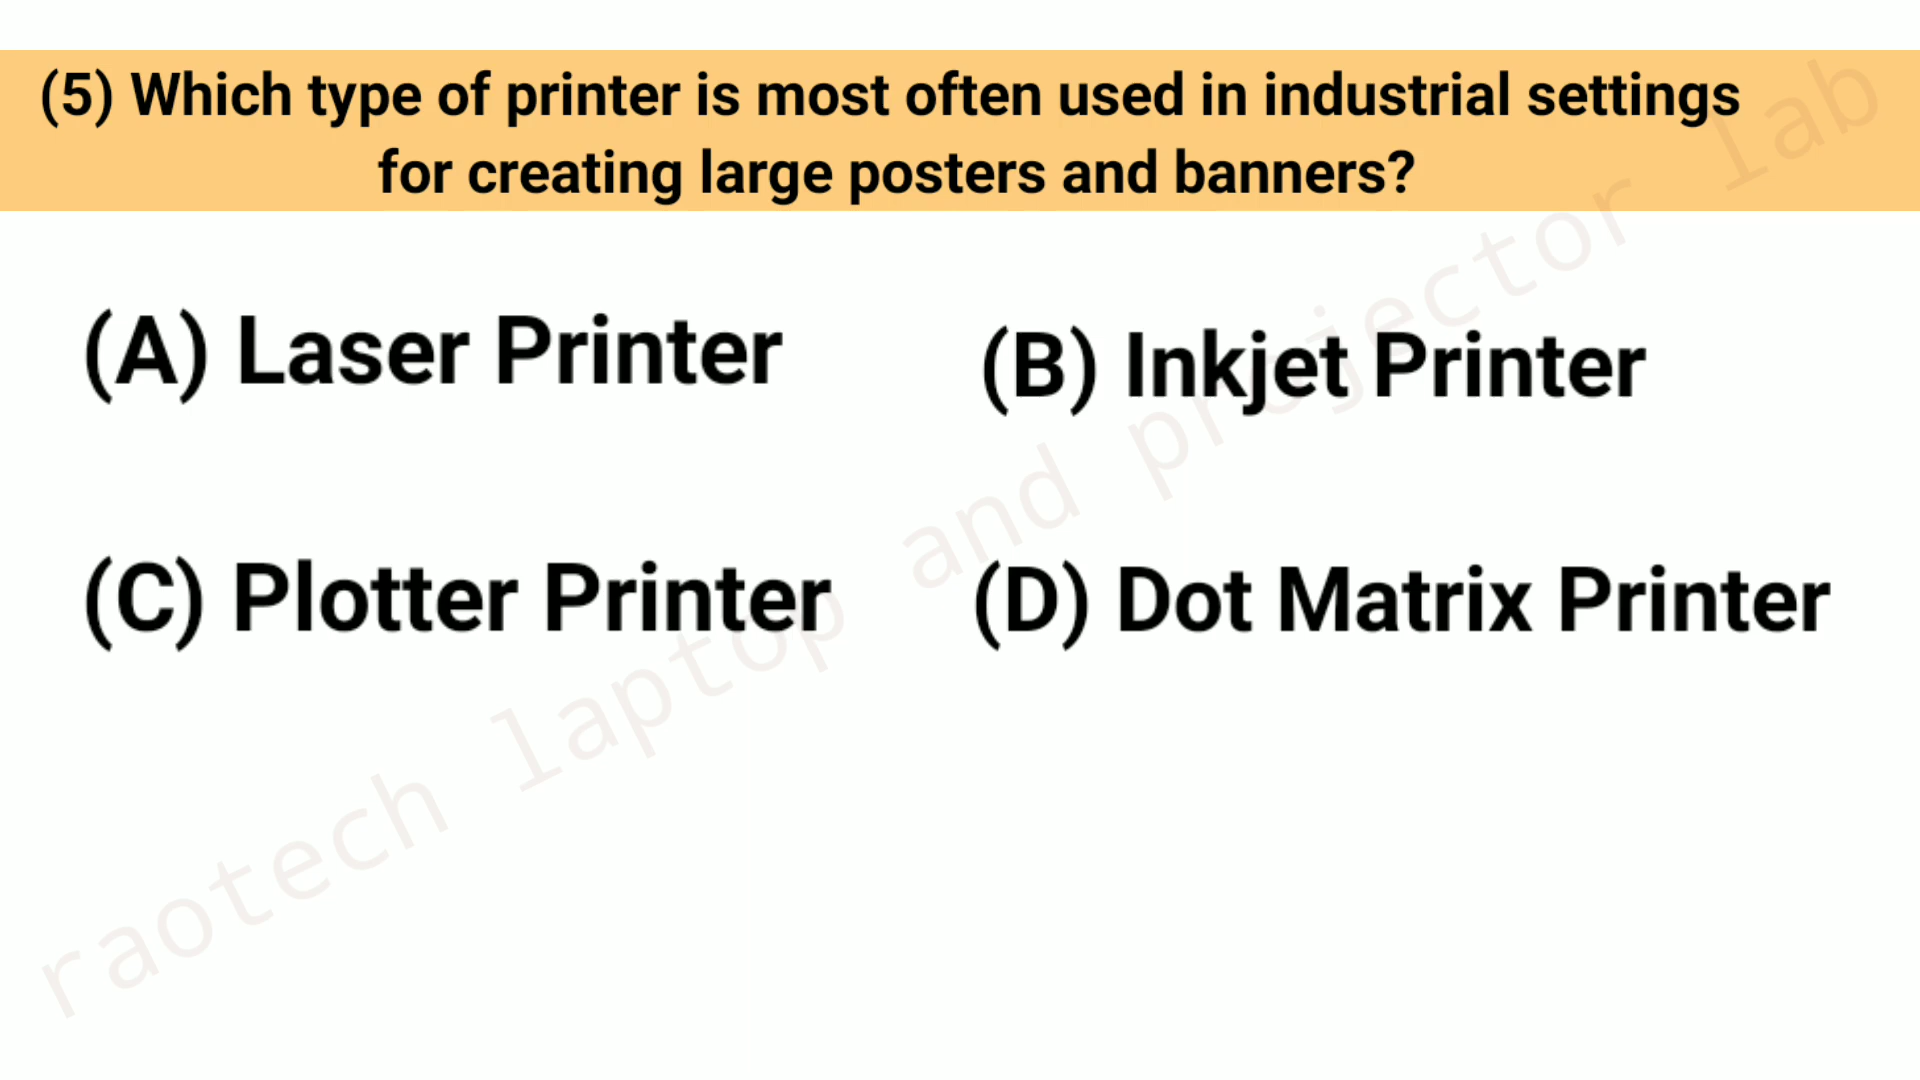 (5) Which type of printer is most often used in industrial settings
for creating large posters and banners?
(A) Laser Printer
(B) Inkjet Printer
(C) Plotter Printer
(D) Dot Matrix Printer
raotech laptop and projector lab